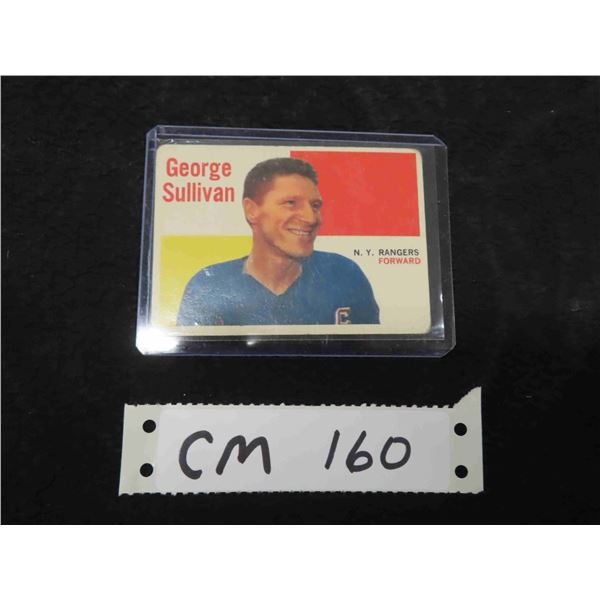 George
Sullivan
N. Y. RANGERS
FORWARD
C
CM 160